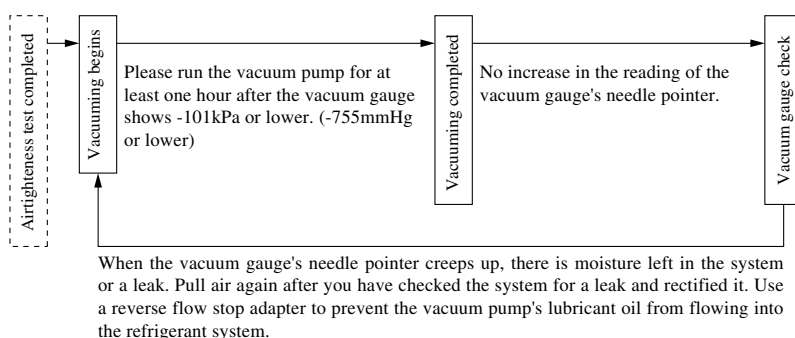 Airtighteness test completed
Vacuuming begins
Please run the vacuum pump for at
least one hour after the vacuum gauge
shows -101kPa or lower. (-755mmHg
or lower)
Vacuuming completed
No increase in the reading of the
vacuum gauge's needle pointer.
Vacuum gauge check
When the vacuum gauge's needle pointer creeps up, there is moisture left in the system
or a leak. Pull air again after you have checked the system for a leak and rectified it. Use
a reverse flow stop adapter to prevent the vacuum pump's lubricant oil from flowing into
the refrigerant system.